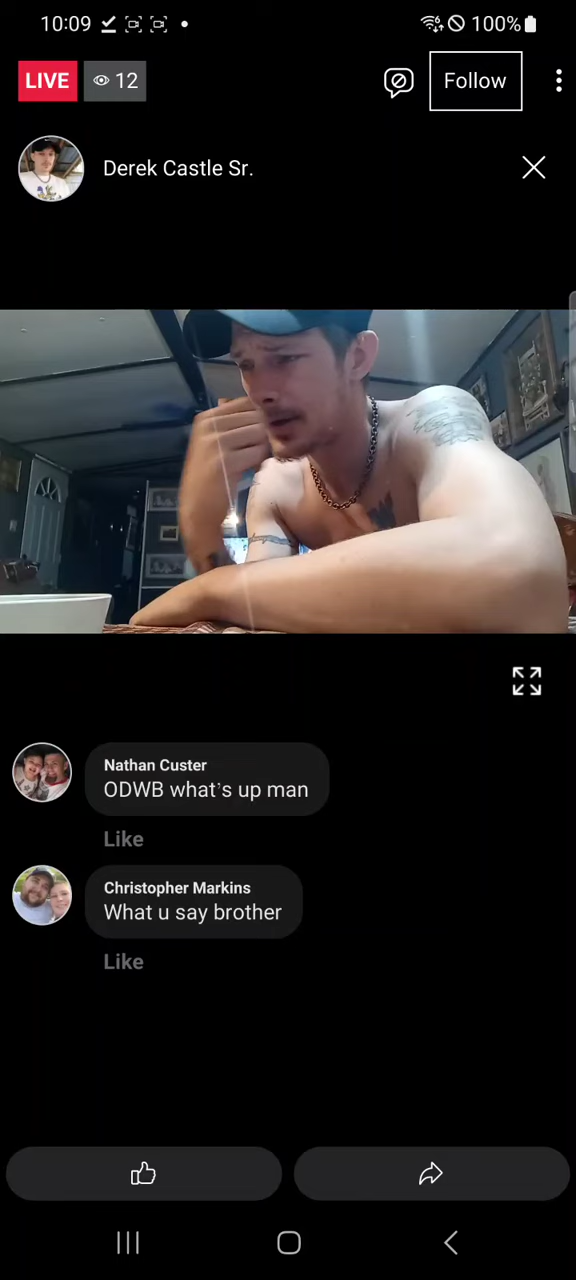 10:09
100%
LIVE
12
Follow
Derek Castle Sr.
Nathan Custer
ODWB what's up man
Like
Christopher Markins
What u say brother
Like